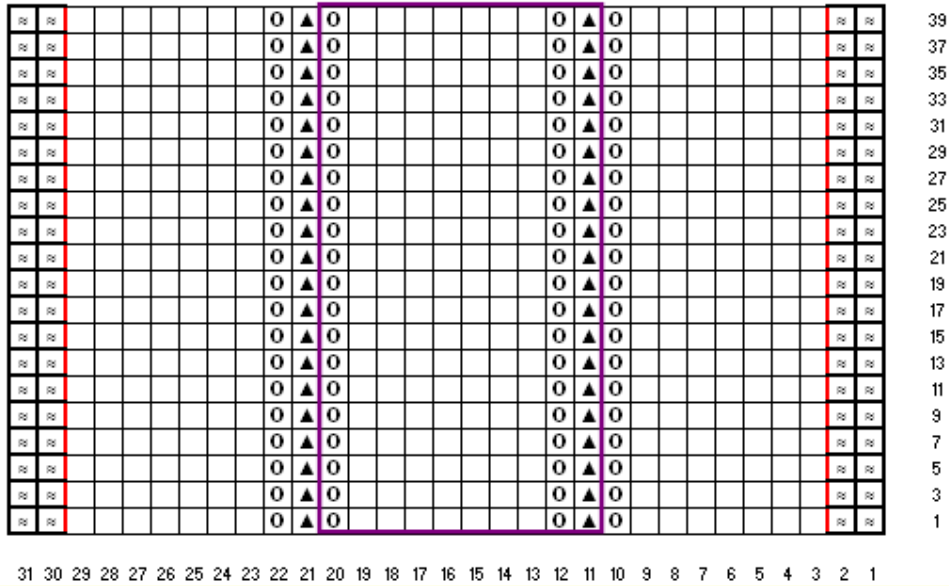 ≈ ≈ O ▲ O O ▲ O ≈ ≈ 39
≈ ≈ O ▲ O O ▲ O ≈ ≈ 37
≈ ≈ O ▲ O O ▲ O ≈ ≈ 35
≈ ≈ O ▲ O O ▲ O ≈ ≈ 33
≈ ≈ O ▲ O O ▲ O ≈ ≈ 31
≈ ≈ O ▲ O O ▲ O ≈ ≈ 29
≈ ≈ O ▲ O O ▲ O ≈ ≈ 27
≈ ≈ O ▲ O O ▲ O ≈ ≈ 25
≈ ≈ O ▲ O O ▲ O ≈ ≈ 23
≈ ≈ O ▲ O O ▲ O ≈ ≈ 21
≈ ≈ O ▲ O O ▲ O ≈ ≈ 19
≈ ≈ O ▲ O O ▲ O ≈ ≈ 17
≈ ≈ O ▲ O O ▲ O ≈ ≈ 15
≈ ≈ O ▲ O O ▲ O ≈ ≈ 13
≈ ≈ O ▲ O O ▲ O ≈ ≈ 11
≈ ≈ O ▲ O O ▲ O ≈ ≈ 9
≈ ≈ O ▲ O O ▲ O ≈ ≈ 7
≈ ≈ O ▲ O O ▲ O ≈ ≈ 5
≈ ≈ O ▲ O O ▲ O ≈ ≈ 3
≈ ≈ O ▲ O O ▲ O ≈ ≈ 1
31 30 29 28 27 26 25 24 23 22 21 20 19 18 17 16 15 14 13 12 11 10 9 8 7 6 5 4 3 2 1